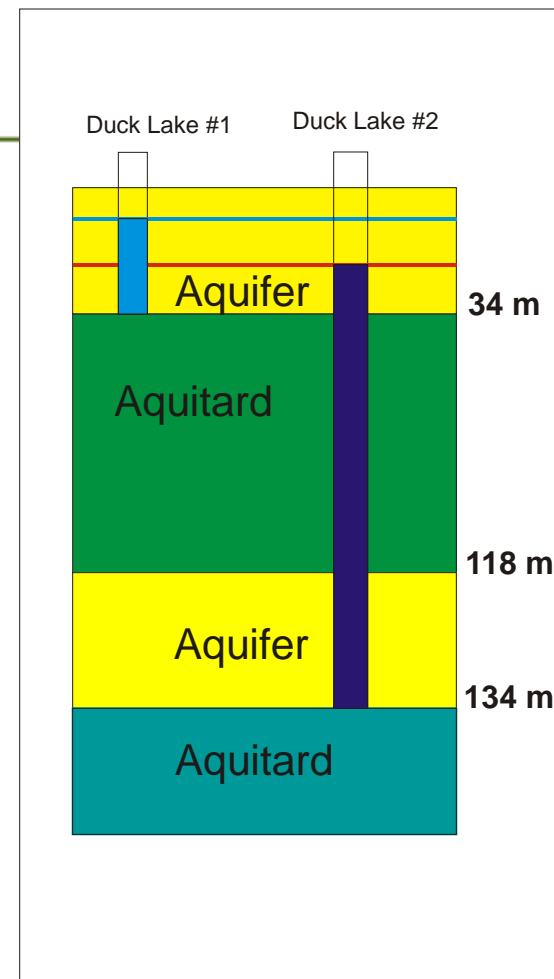 Duck Lake #1
Duck Lake #2
Aquifer
34 m
Aquitard
118 m
Aquifer
134 m
Aquitard